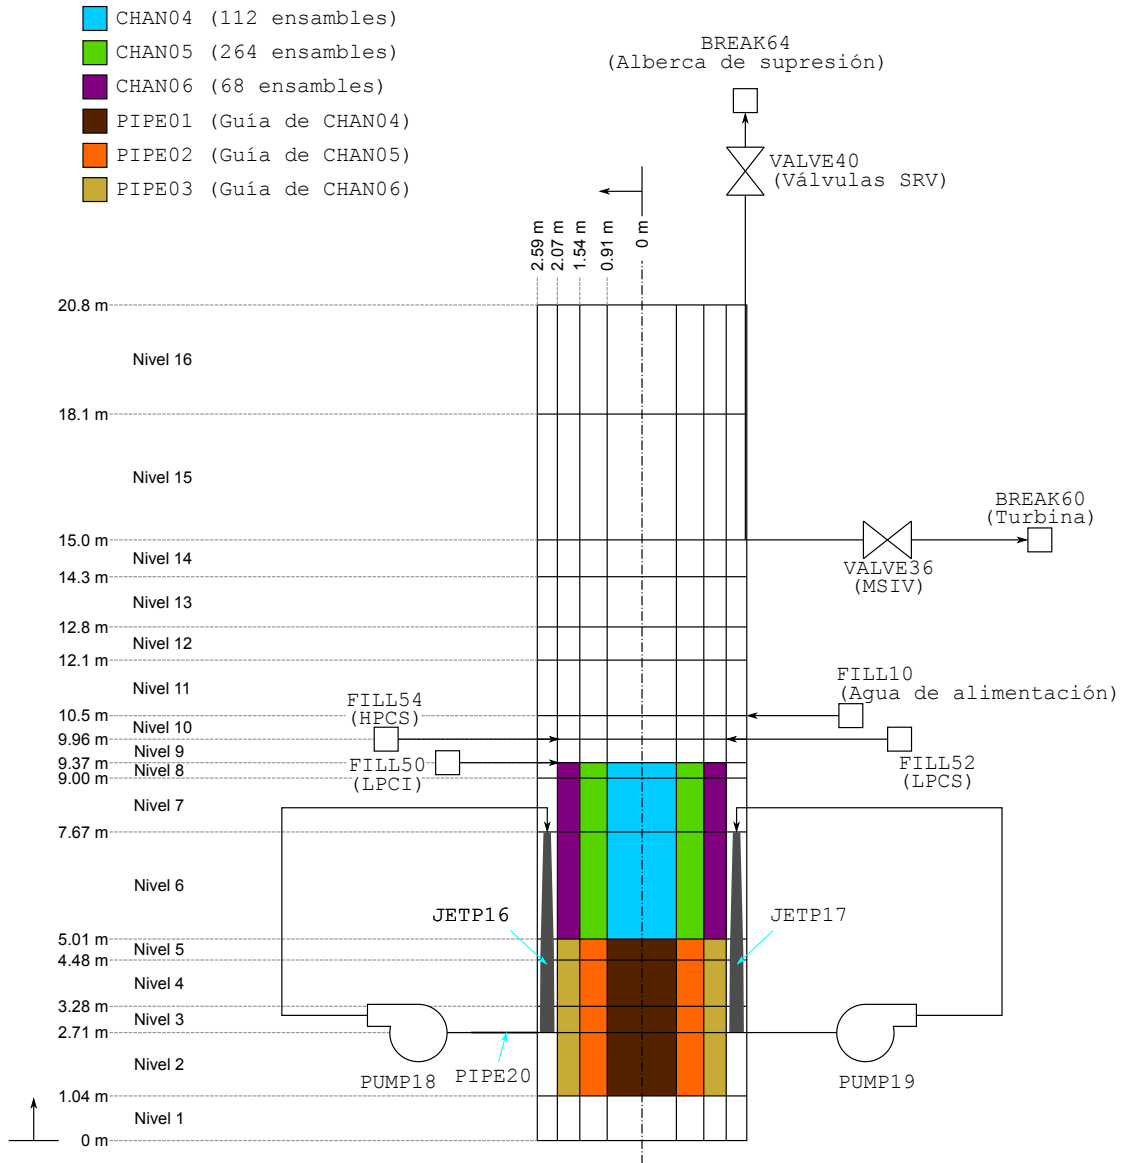 CHAN04 (112 ensambles)
CHAN05 (264 ensambles)
CHAN06 (68 ensambles)
PIPE01 (Guía de CHAN04)
PIPE02 (Guía de CHAN05)
PIPE03 (Guía de CHAN06)
BREAK64
(Alberca de supresión)
VALVE40
(Válvulas SRV)
2.59 m
2.07 m
1.54 m
0.91 m
0 m
20.8 m
Nivel 16
18.1 m
Nivel 15
BREAK60
(Turbina)
15.0 m
Nivel 14
VALVE36
(MSIV)
14.3 m
Nivel 13
12.8 m
Nivel 12
12.1 m
Nivel 11
FILL10
(Agua de alimentación)
FILL54
(HPCS)
10.5 m
Nivel 10
9.96 m
Nivel 9
9.37 m
FILL50
(LPCI)
FILL52
(LPCS)
Nivel 8
9.00 m
Nivel 7
7.67 m
Nivel 6
JETP16
JETP17
5.01 m
Nivel 5
4.48 m
Nivel 4
3.28 m
Nivel 3
2.71 m
Nivel 2
PUMP18
PIPE20
PUMP19
1.04 m
Nivel 1
0 m